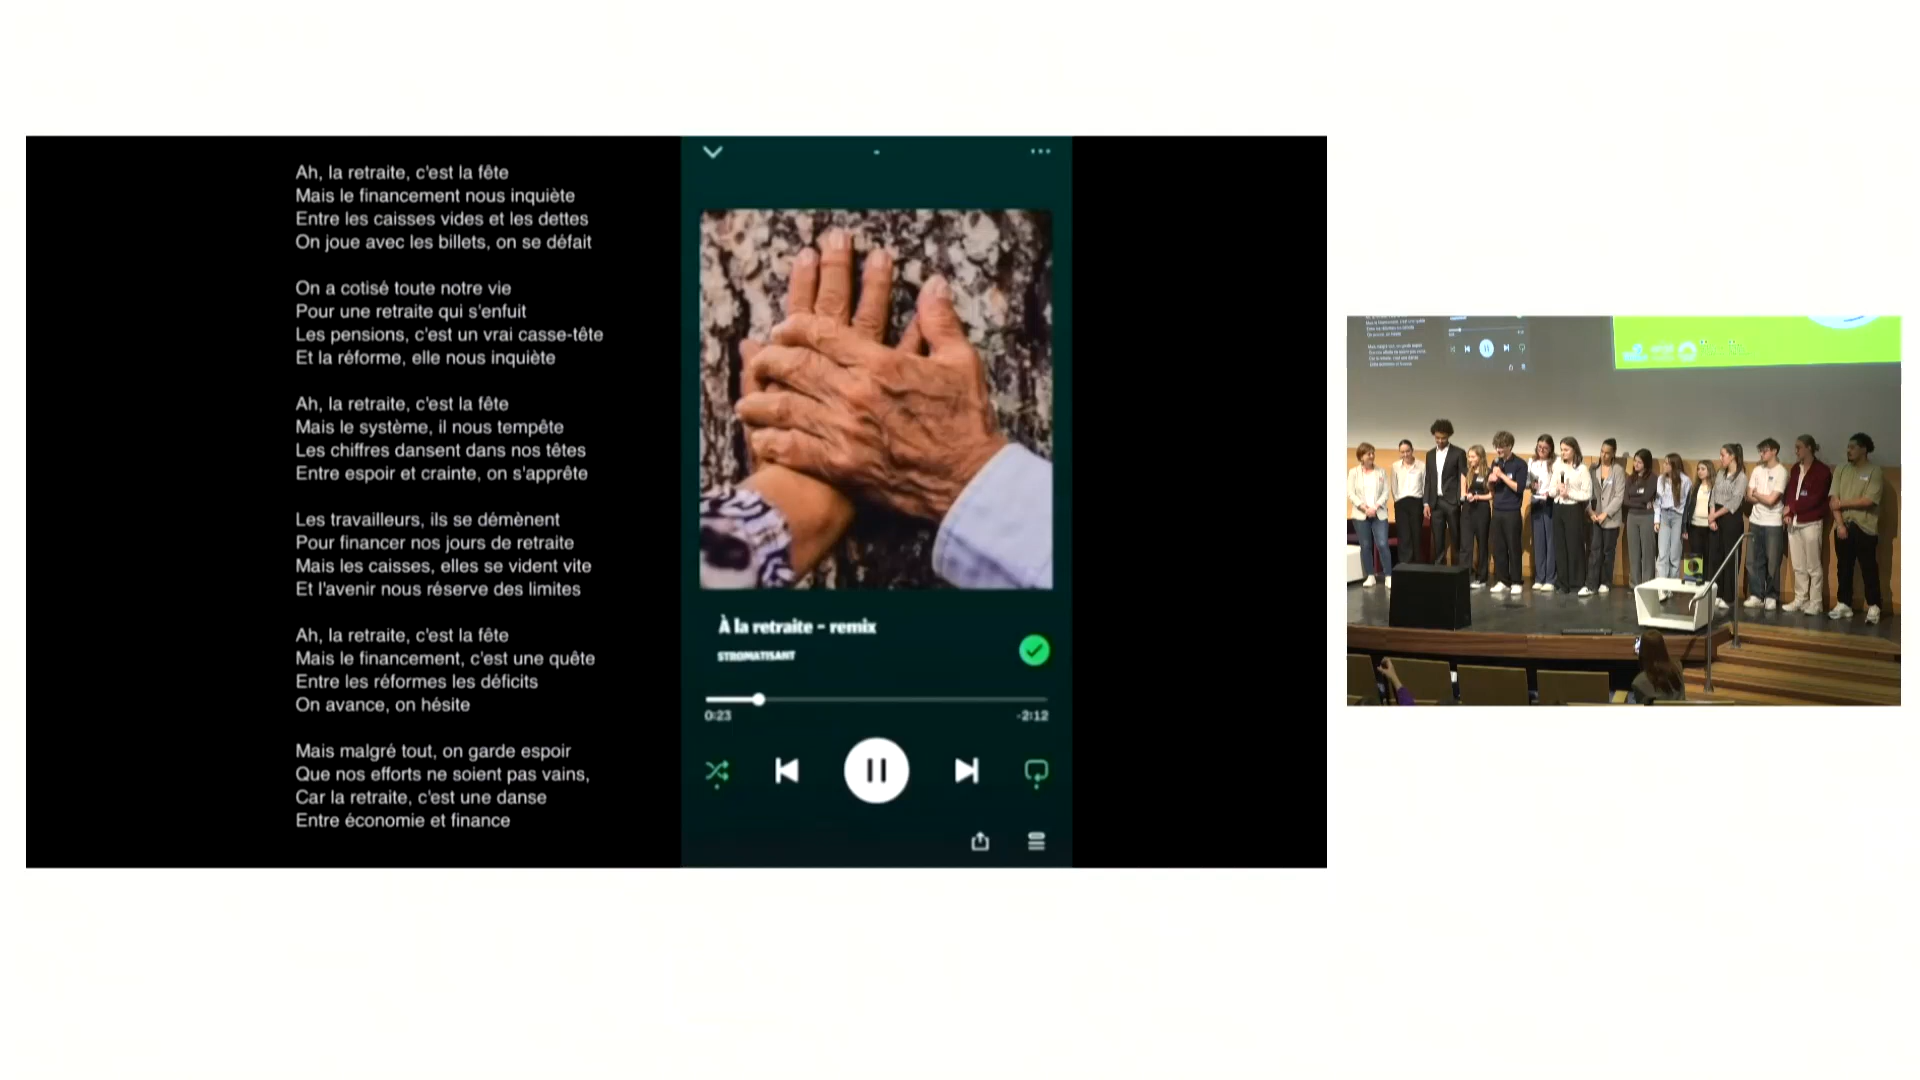 Ah, la retraite, c'est la fête
Mais le financement nous inquiète
Entre les caisses vides et les dettes
On joue avec les billets, on se défait
On a cotisé toute notre vie
Pour une retraite qui s'enfuit
Les pensions, c'est un vrai casse-tête
Et la réforme, elle nous inquiète
Ah, la retraite, c'est la fête
Mais le système, il nous tempête
Les chiffres dansent dans nos têtes
Entre espoir et crainte, on s'apprête
Les travailleurs, ils se démènent
Pour financer nos jours de retraite
Mais les caisses, elles se vident vite
Et l'avenir nous réserve des limites
Ah, la retraite, c'est la fête
Mais le financement, c'est une quête
Entre les réformes les déficits
On avance, on hésite
Mais malgré tout, on garde espoir
Que nos efforts ne soient pas vains,
Car la retraite, c'est une danse
Entre économie et finance
À la retraite - remix
STROMATISANT
0:23
-2:12